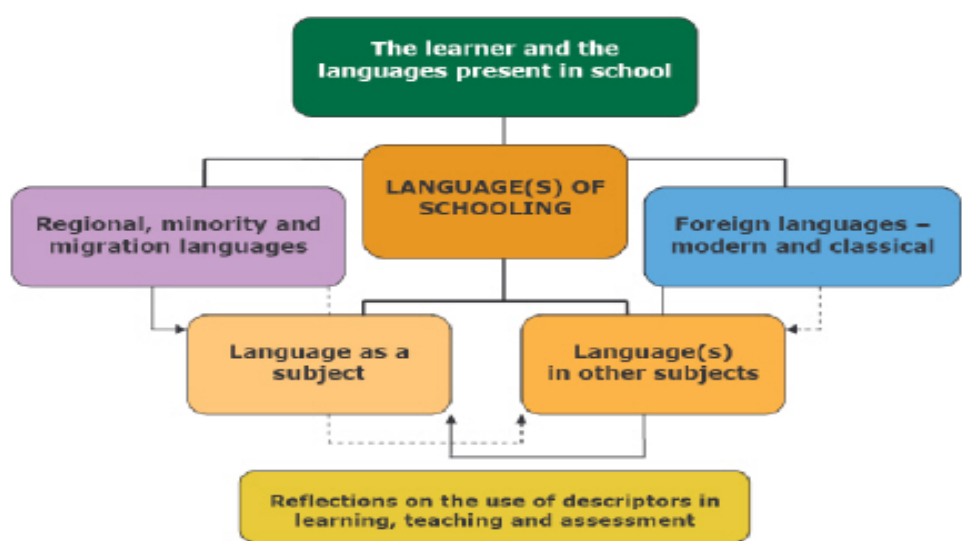 The learner and the
languages present in school
LANGUAGE(S) OF
SCHOOLING
Regional, minority and
migration languages
Foreign languages –
modern and classical
Language as a
subject
Language(s)
in other subjects
Reflections on the use of descriptors in
learning, teaching and assessment